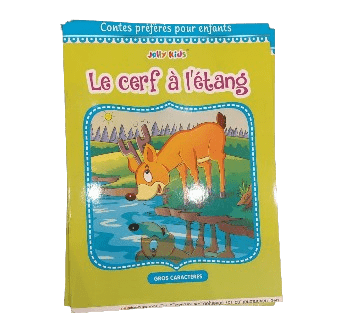 Contes préférés pour enfants
Jolly Kids
Le cerf à l'étang
GROS CARACTÈRES